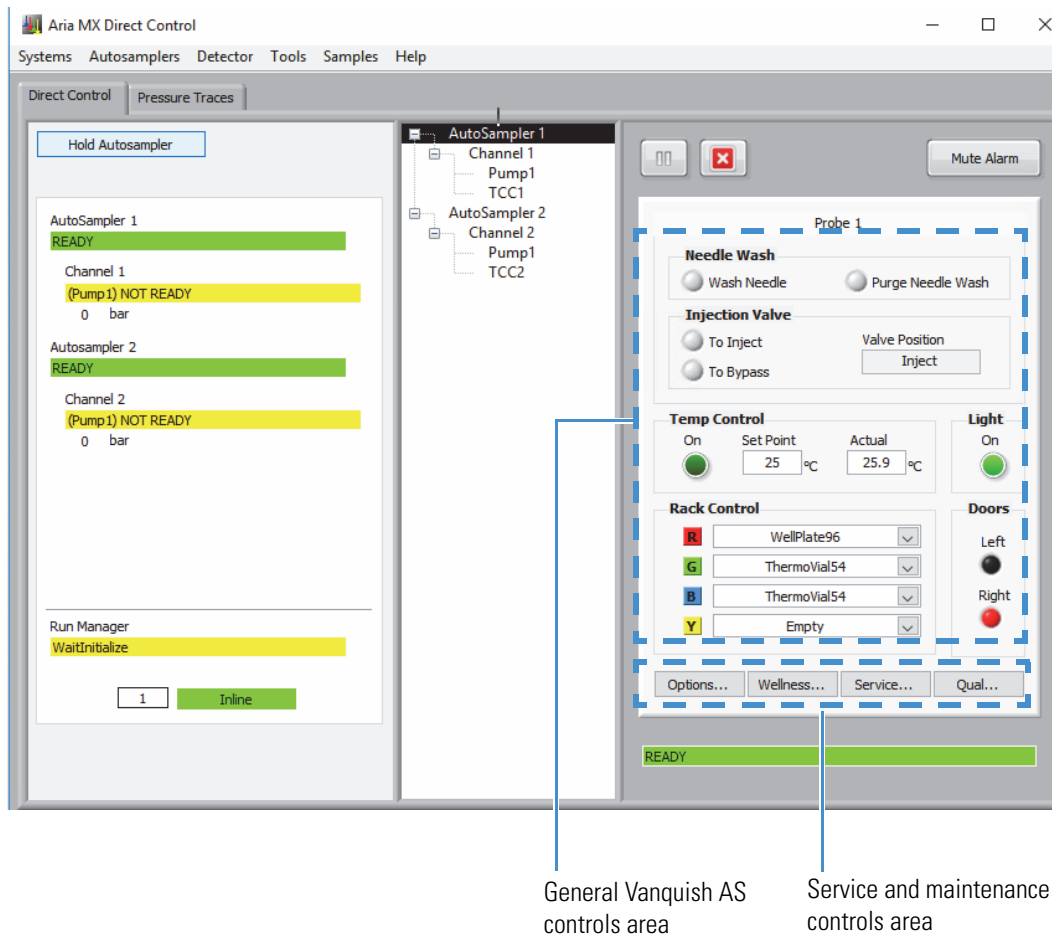 Aria MX Direct Control
Systems Autosamplers Detector Tools Samples Help
Direct Control Pressure Traces
Hold Autosampler
AutoSampler 1
READY
Channel 1
(Pump1) NOT READY
0 bar
Autosampler 2
READY
Channel 2
(Pump1) NOT READY
0 bar
Run Manager
WaitInitialize
1 Inline
AutoSampler 1
Channel 1
Pump1
TCC1
AutoSampler 2
Channel 2
Pump1
TCC2
Mute Alarm
Probe 1
Needle Wash
Wash Needle Purge Needle Wash
Injection Valve
To Inject Valve Position
Inject
To Bypass
Temp Control Light
On Set Point Actual On
25 ºC 25.9 ºC
Rack Control Doors
R WellPlate96
Left
G ThermoVial54
B ThermoVial54
Right
Y Empty
Options... Wellness... Service... Qual...
READY
General Vanquish AS
controls area
Service and maintenance
controls area